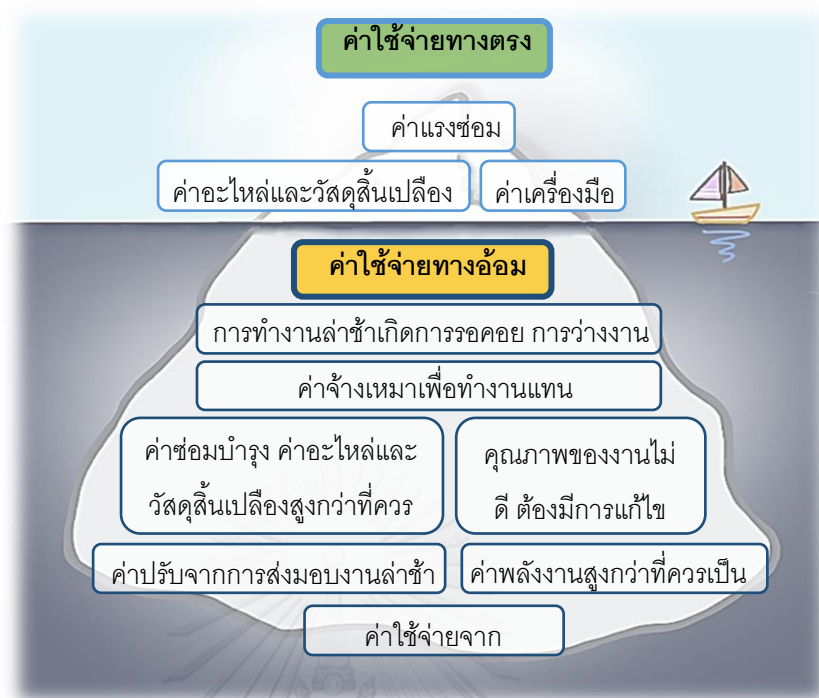 ค่าใช้จ่ายทางตรง
ค่าแรงซ่อม
ค่าอะไหล่และวัสดุสิ้นเปลือง
ค่าเครื่องมือ
ค่าใช้จ่ายทางอ้อม
การทำงานล่าช้าเกิดการรอคอย การว่างงาน
ค่าจ้างเหมาเพื่อทำงานแทน
ค่าซ่อมบำรุง ค่าอะไหล่และ
วัสดุสิ้นเปลืองสูงกว่าที่ควร
คุณภาพของงานไม่
ดี ต้องมีการแก้ไข
ค่าปรับจากการส่งมอบงานล่าช้า
ค่าพลังงานสูงกว่าที่ควรเป็น
ค่าใช้จ่ายจาก